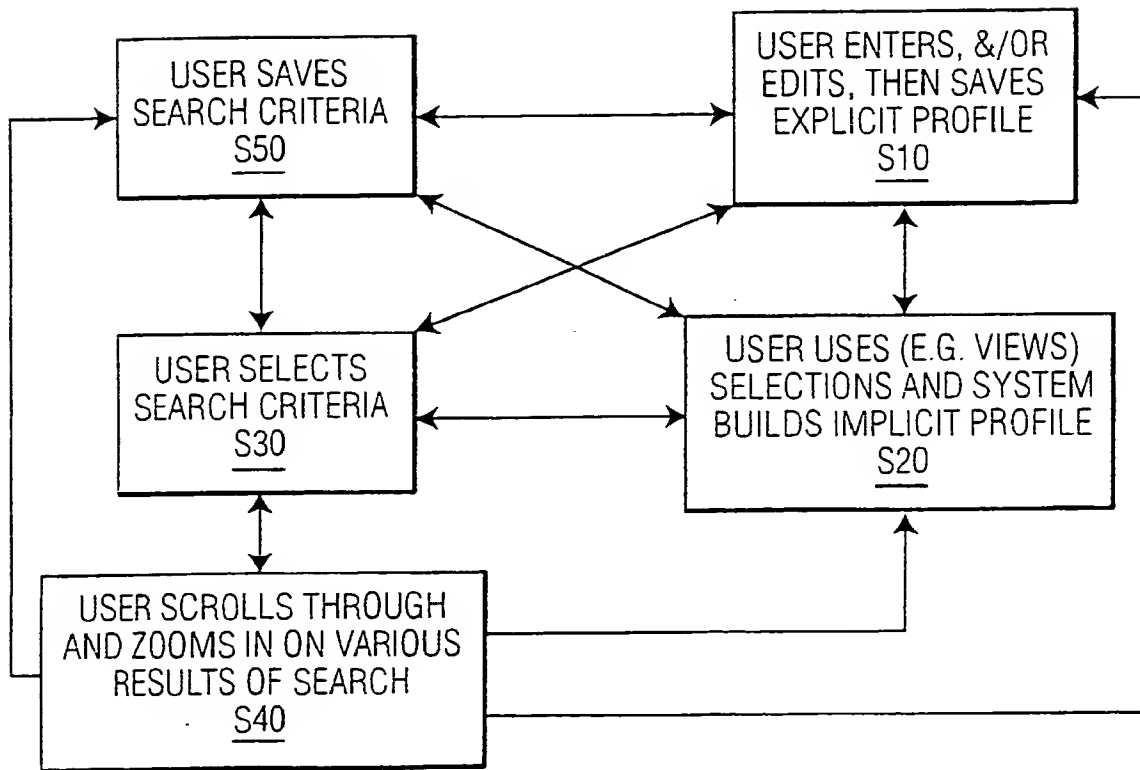 USER SAVES
SEARCH CRITERIA
S50
USER ENTERS, &/OR
EDITS, THEN SAVES
EXPLICIT PROFILE
S10
USER SELECTS
SEARCH CRITERIA
S30
USER USES (E.G. VIEWS)
SELECTIONS AND SYSTEM
BUILDS IMPLICIT PROFILE
S20
USER SCROLLS THROUGH
AND ZOOMS IN ON VARIOUS
RESULTS OF SEARCH
S40